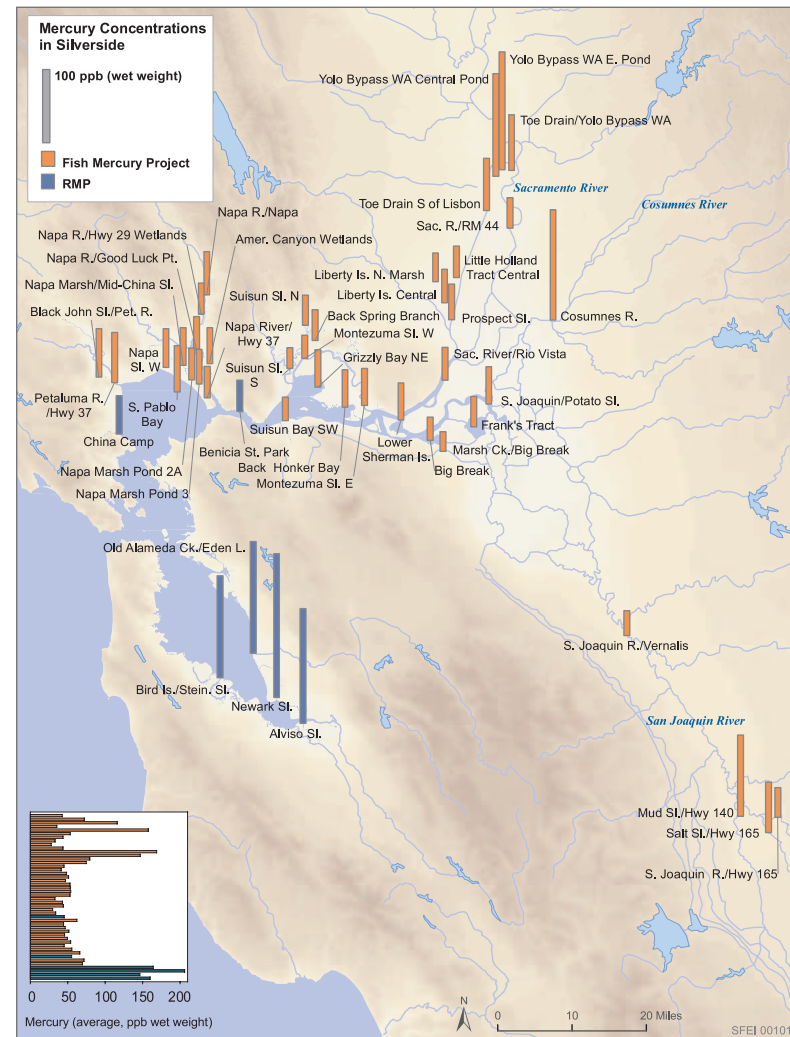 Mercury Concentrations
in Silverside
100 ppb (wet weight)
Fish Mercury Project
RMP
Yolo Bypass WA E. Pond
Yolo Bypass WA Central Pond
Toe Drain/Yolo Bypass WA
Sacramento River
Cosumnes River
Toe Drain S of Lisbon
Sac. R./RM 44
Napa R./Napa
Napa R./Hwy 29 Wetlands
Amer. Canyon Wetlands
Napa R./Good Luck Pt.
Little Holland
Tract Central
Liberty Is. N. Marsh
Napa Marsh/Mid-China Sl.
Suisun Sl. N
Liberty Is. Central
Black John Sl./Pet. R.
Back Spring Branch
Prospect Sl.
Cosumnes R.
Napa River/
Hwy 37
Montezuma Sl. W
Napa
Sl. W
Suisun Sl.
S
Grizzly Bay NE
Sac. River/Rio Vista
Petaluma R.
/Hwy 37
S. Pablo
Bay
S. Joaquin/Potato Sl.
China Camp
Suisun Bay SW
Frank's Tract
Benicia St. Park
Lower
Sherman Is.
Marsh Ck./Big Break
Napa Marsh Pond 2A
Back Honker Bay
Big Break
Montezuma Sl. E
Napa Marsh Pond 3
Old Alameda Ck./Eden L.
S. Joaquin R./Vernalis
Bird Is./Stein. Sl.
Newark Sl.
Alviso Sl.
San Joaquin River
Mud Sl./Hwy 140
Salt Sl./Hwy 165
S. Joaquin R./Hwy 165
0 50 100 150 200
Mercury (average, ppb wet weight)
N
0 10 20 Miles
SFEI 00101